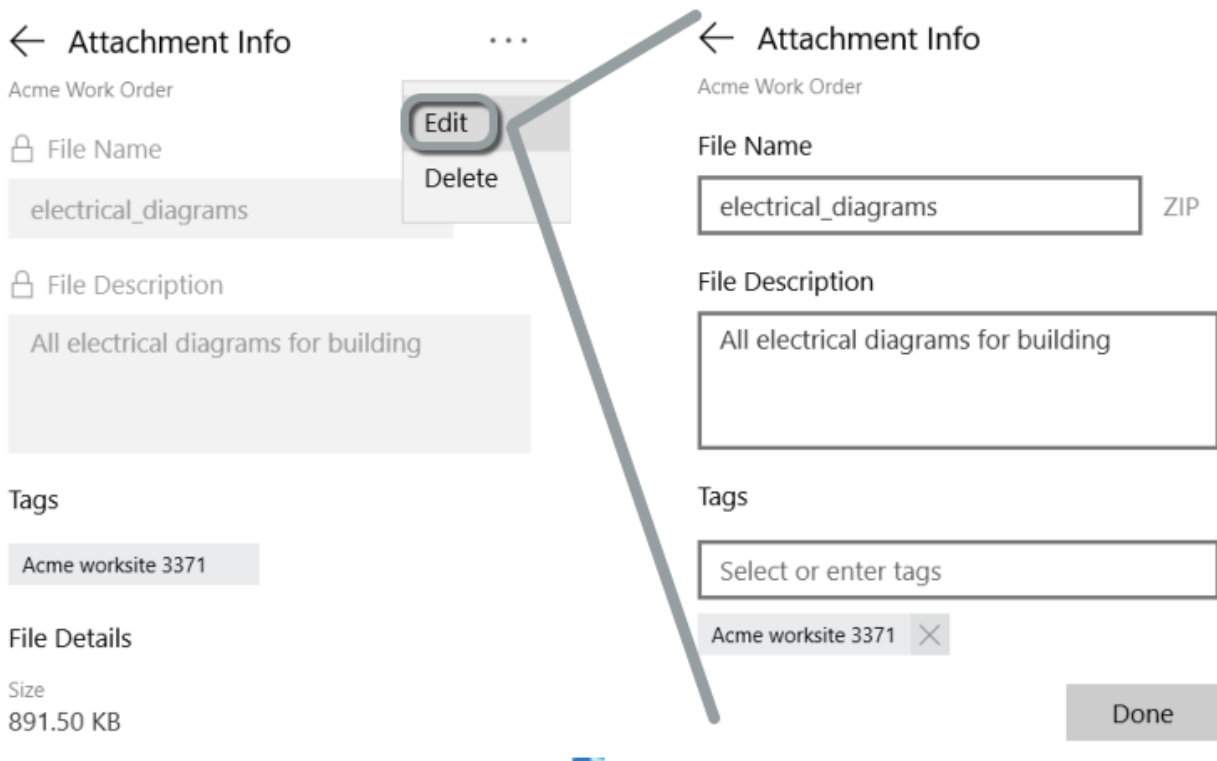 Attachment Info
Acme Work Order
Edit
Delete
File Name
electrical_diagrams
File Description
All electrical diagrams for building
Tags
Acme worksite 3371
File Details
Size
891.50 KB
Attachment Info
Acme Work Order
File Name
electrical_diagrams ZIP
File Description
All electrical diagrams for building
Tags
Select or enter tags
Acme worksite 3371
Done